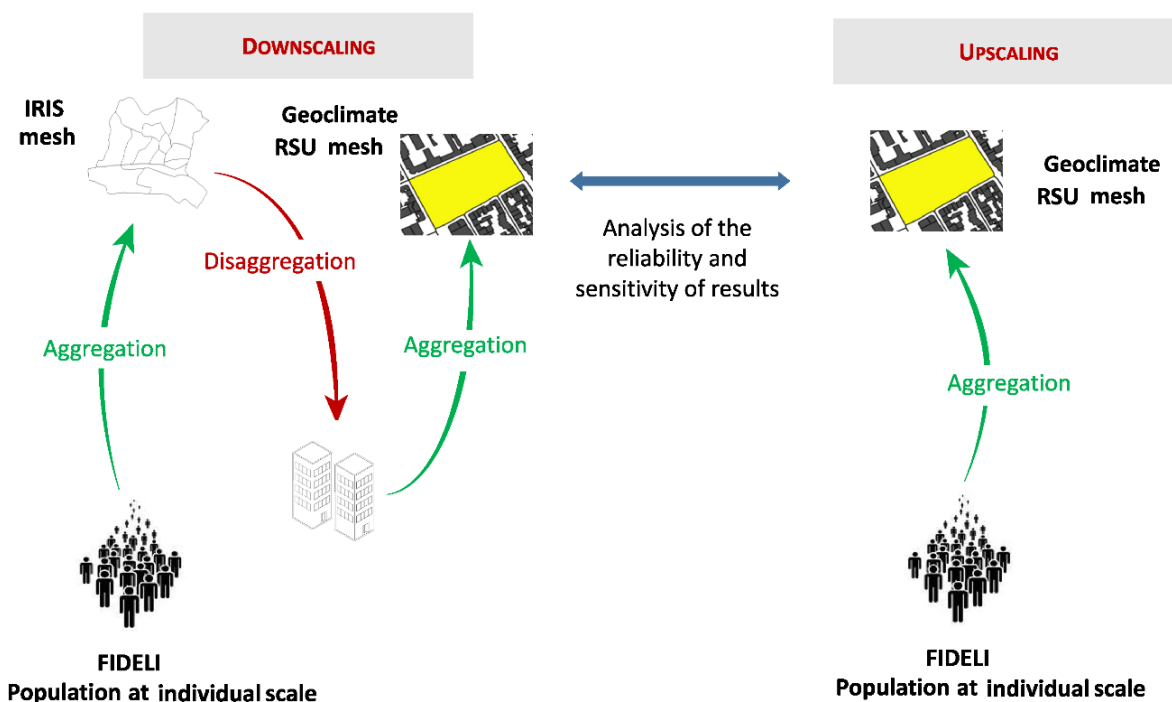 DOWNSCALING
UPSCALING
IRIS
mesh
Geoclimate
RSU mesh
Geoclimate
RSU mesh
Analysis of the
reliability and
sensitivity of results
Disaggregation
Aggregation
Aggregation
Aggregation
FIDELI
Population at individual scale
FIDELI
Population at individual scale